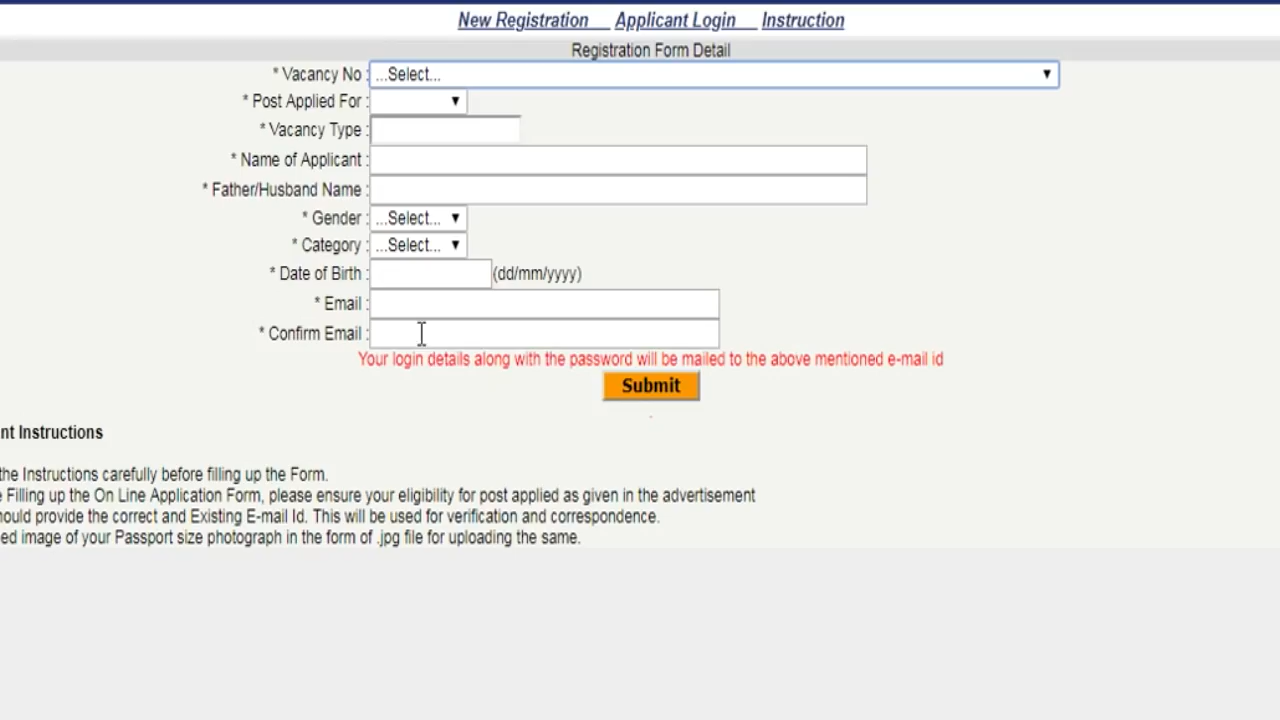 New Registration Applicant Login Instruction
Registration Form Detail
* Vacancy No : ...Select...
* Post Applied For :
* Vacancy Type :
* Name of Applicant :
* Father/Husband Name :
* Gender : ...Select...
* Category : ...Select...
* Date of Birth : (dd/mm/yyyy)
* Email :
* Confirm Email :
Your login details along with the password will be mailed to the above mentioned e-mail id
Submit
nt Instructions
the Instructions carefully before filling up the Form.
e Filling up the On Line Application Form, please ensure your eligibility for post applied as given in the advertisement
hould provide the correct and Existing E-mail Id. This will be used for verification and correspondence.
ed image of your Passport size photograph in the form of .jpg file for uploading the same.